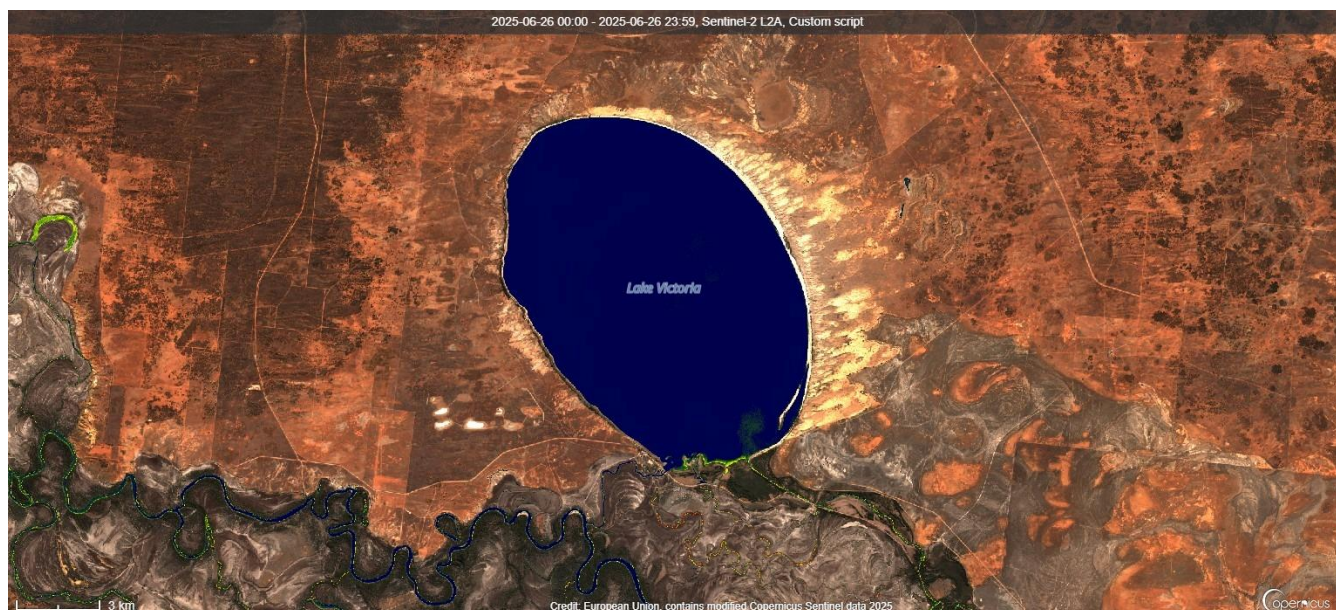 2025-06-26 00:00 - 2025-06-26 23:59, Sentinel-2 L2A, Custom script
Lake Victoria
3 km
Credit: European Union, contains modified Copernicus Sentinel data 2025
opernicus